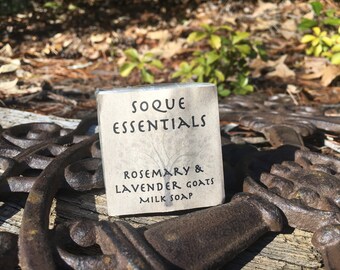 SOQUE
ESSENTIALS
ROSEMARY &
LAVENDER GOATS
MILK SOAP